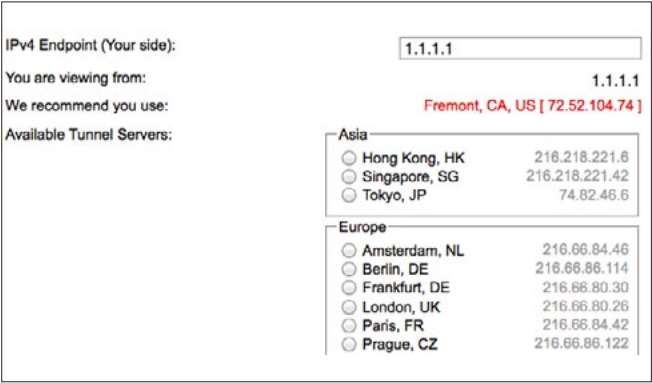 IPv4 Endpoint (Your side): 1.1.1.1
You are viewing from: 1.1.1.1
We recommend you use: Fremont, CA, US [ 72.52.104.74 ]
Available Tunnel Servers:
Asia
Hong Kong, HK 216.218.221.6
Singapore, SG 216.218.221.42
Tokyo, JP 74.82.46.6
Europe
Amsterdam, NL 216.66.84.46
Berlin, DE 216.66.86.114
Frankfurt, DE 216.66.80.30
London, UK 216.66.80.26
Paris, FR 216.66.84.42
Prague, CZ 216.66.86.122